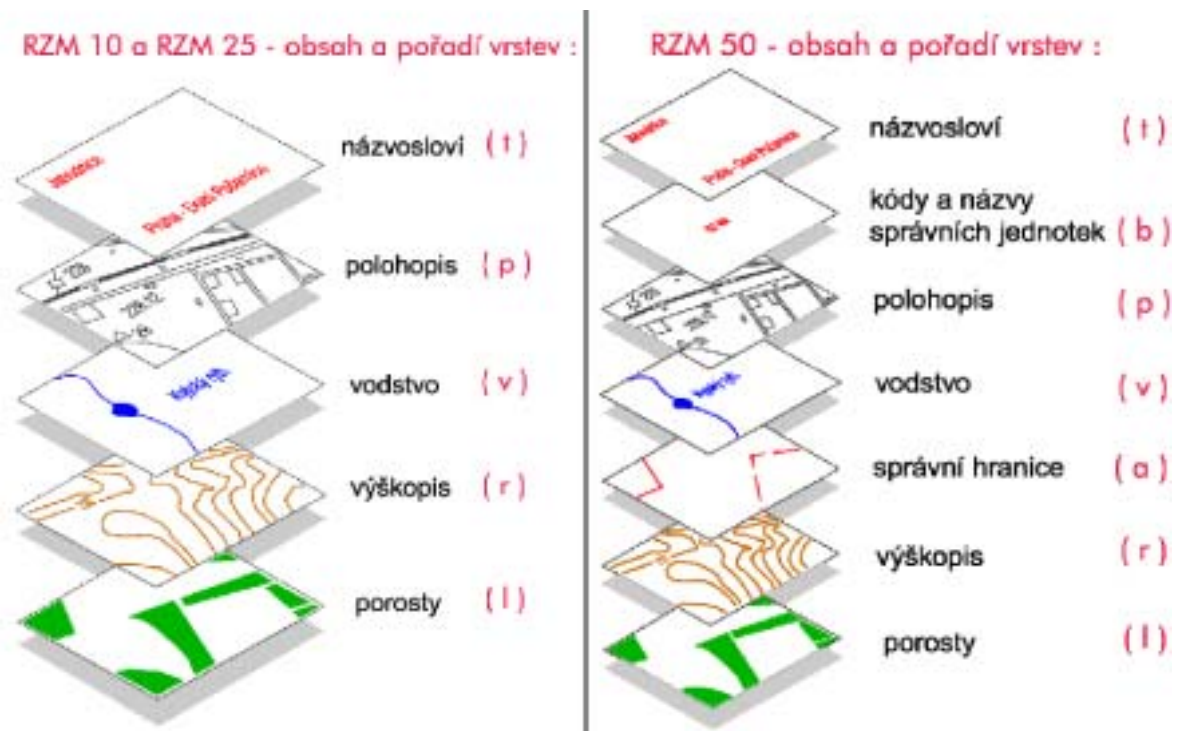 RZM 10 a RZM 25 - obsah a pořadí vrstev :
názvosloví ( t )
polohopis ( p )
vodstvo ( v )
výškopis ( r )
porosty ( l )
RZM 50 - obsah a pořadí vrstev :
názvosloví ( t )
kódy a názvy
správních jednotek ( b )
polohopis ( p )
vodstvo ( v )
správní hranice ( a )
výškopis ( r )
porosty ( l )